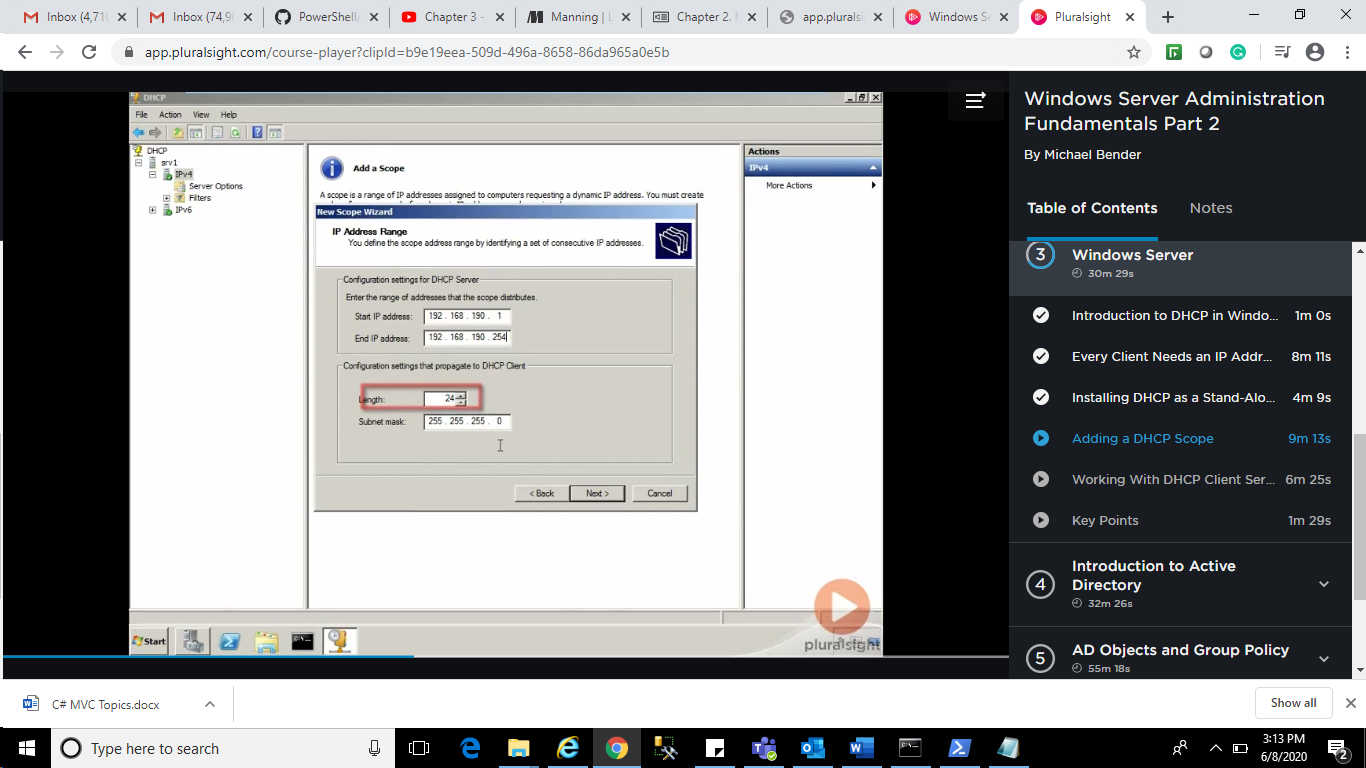 Inbox (4,710
Inbox (74,90
PowerShell/
Chapter 3 -
Manning | L
Chapter 2.
app.plurals
Windows Se
Pluralsight
app.pluralsight.com/course-player?clipId=b9e19eea-509d-496a-8658-86da965a0e5b
DHCP
File Action View Help
DHCP
srv1
IPv4
Server Options
Filters
IPv6
Add a Scope
A scope is a range of IP addresses assigned to computers requesting a dynamic IP address. You must create
New Scope Wizard
IP Address Range
You define the scope address range by identifying a set of consecutive IP addresses.
Configuration settings for DHCP Server
Enter the range of addresses that the scope distributes.
Start IP address: 192 . 168 . 190 . 1
End IP address: 192 . 168 . 190 . 254
Configuration settings that propagate to DHCP Client
Length: 24
Subnet mask: 255 . 255 . 255 . 0
< Back Next > Cancel
Actions
IPv4
More Actions
Start
pluralsight
Windows Server Administration
Fundamentals Part 2
By Michael Bender
Table of Contents Notes
3 Windows Server
30m 29s
Introduction to DHCP in Windo... 1m 0s
Every Client Needs an IP Addr... 8m 11s
Installing DHCP as a Stand-Alo... 4m 9s
Adding a DHCP Scope 9m 13s
Working With DHCP Client Ser... 6m 25s
Key Points 1m 29s
4 Introduction to Active
Directory
32m 26s
5 AD Objects and Group Policy
55m 18s
C# MVC Topics.docx
Show all
Type here to search
3:13 PM
6/8/2020
2